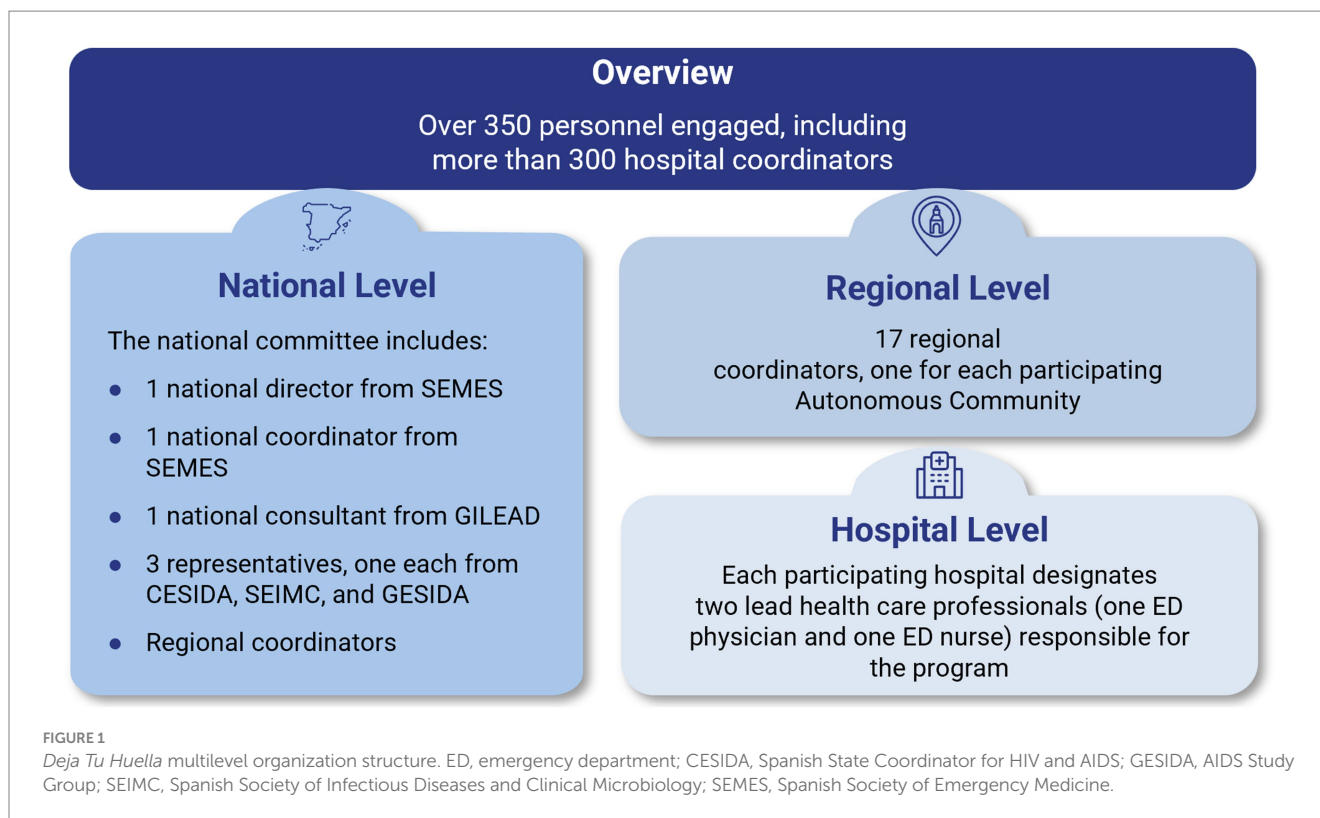 Overview
Over 350 personnel engaged, including
more than 300 hospital coordinators
National Level
The national committee includes:
● 1 national director from SEMES
● 1 national coordinator from
SEMES
● 1 national consultant from GILEAD
● 3 representatives, one each from
CESIDA, SEIMC, and GESIDA
● Regional coordinators
Regional Level
17 regional
coordinators, one for each participating
Autonomous Community
Hospital Level
Each participating hospital designates
two lead health care professionals (one ED
physician and one ED nurse) responsible for
the program
FIGURE 1
Deja Tu Huella multilevel organization structure. ED, emergency department; CESIDA, Spanish State Coordinator for HIV and AIDS; GESIDA, AIDS Study
Group; SEIMC, Spanish Society of Infectious Diseases and Clinical Microbiology; SEMES, Spanish Society of Emergency Medicine.